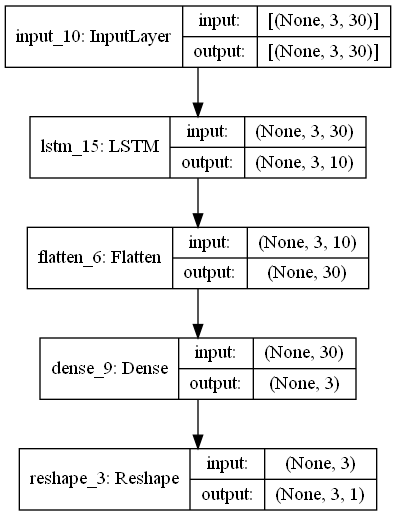 input_10: InputLayer
input: [(None, 3, 30)]
output: [(None, 3, 30)]
lstm_15: LSTM
input: (None, 3, 30)
output: (None, 3, 10)
flatten_6: Flatten
input: (None, 3, 10)
output: (None, 30)
dense_9: Dense
input: (None, 30)
output: (None, 3)
reshape_3: Reshape
input: (None, 3)
output: (None, 3, 1)